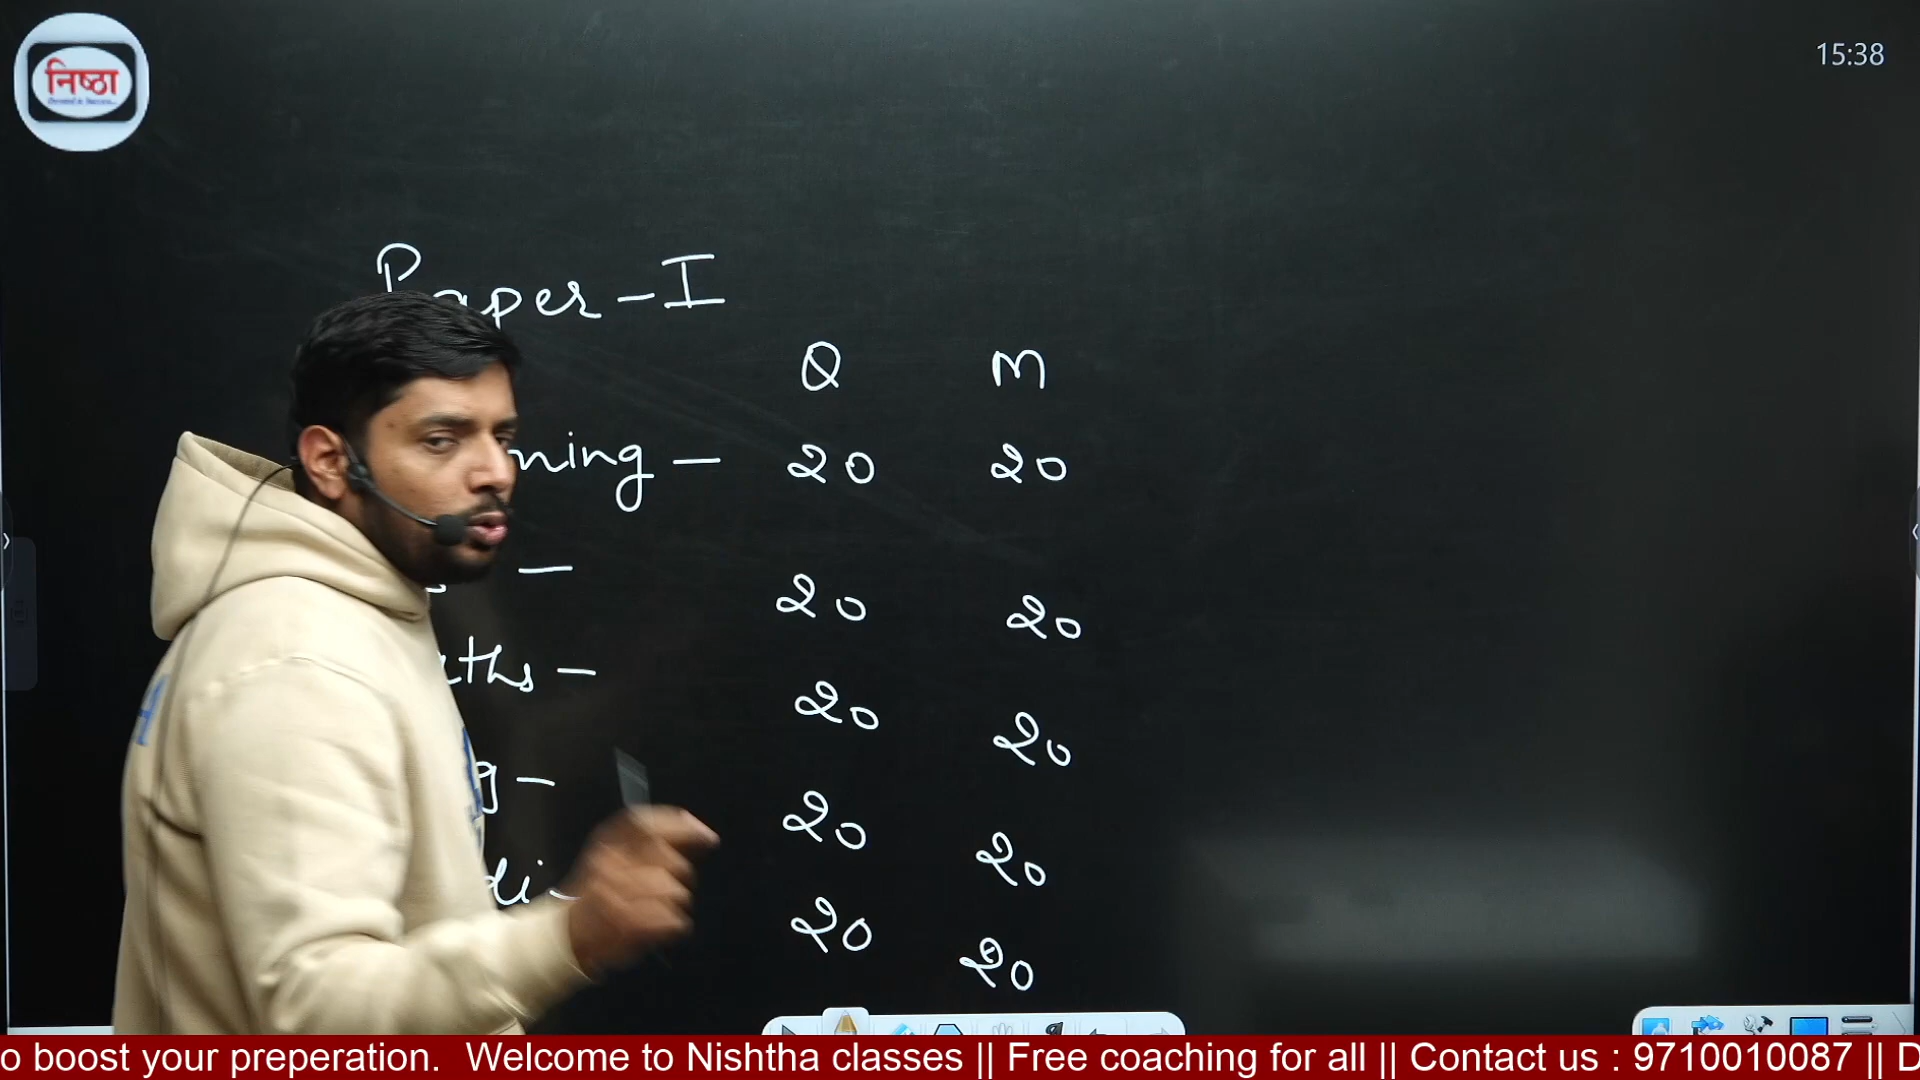 निष्ठा
15:38
Paper - I
Q M
ning - 20 20
- 20 20
ths - 20 20
g - 20 20
di - 20 20
o boost your preperation. Welcome to Nishtha classes || Free coaching for all || Contact us : 9710010087 || D